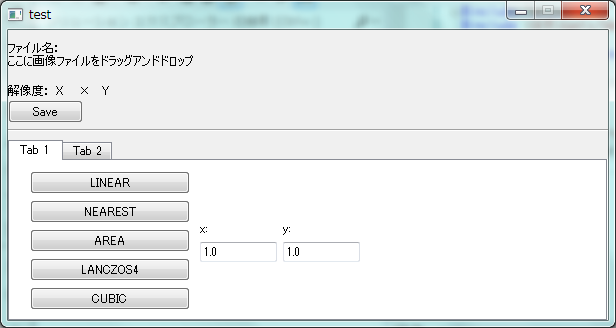 test
ファイル名:
ここに画像ファイルをドラッグアンドドロップ
解像度: X × Y
Save
Tab 1 Tab 2
LINEAR
NEAREST
AREA
LANCZOS4
CUBIC
x: y:
1.0 1.0